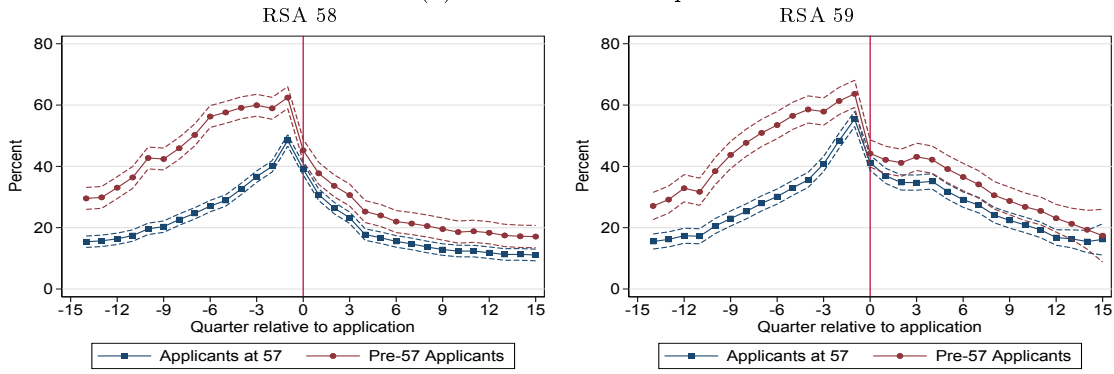 (a)
RSA 58
RSA 59
80
60
40
20
0
Percent
-15 -12 -9 -6 -3 0 3 6 9 12 15
Quarter relative to application
Applicants at 57 Pre-57 Applicants
80
60
40
20
0
Percent
-15 -12 -9 -6 -3 0 3 6 9 12 15
Quarter relative to application
Applicants at 57 Pre-57 Applicants